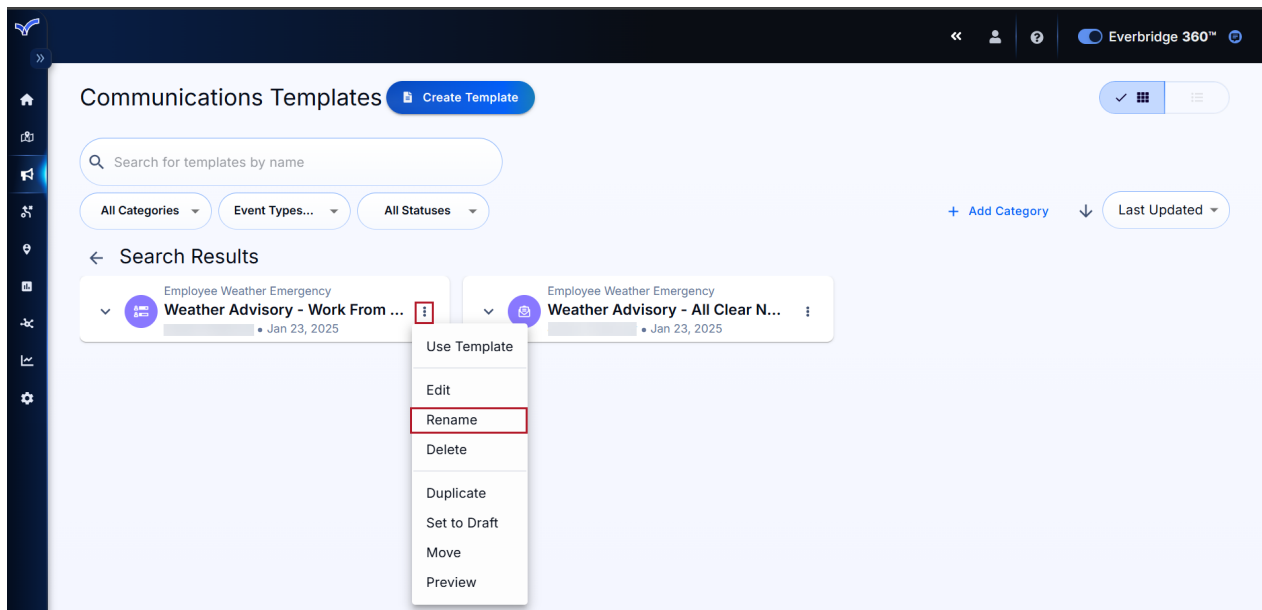 Everbridge 360™
Communications Templates
Create Template
Search for templates by name
All Categories
Event Types...
All Statuses
+ Add Category
Last Updated
Search Results
Employee Weather Emergency
Weather Advisory - Work From ...
• Jan 23, 2025
Employee Weather Emergency
Weather Advisory - All Clear N...
• Jan 23, 2025
Use Template
Edit
Rename
Delete
Duplicate
Set to Draft
Move
Preview